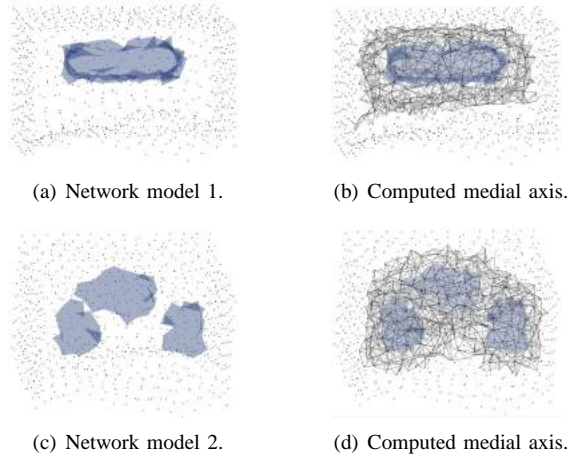 (a) Network model 1.
(b) Computed medial axis.
(c) Network model 2.
(d) Computed medial axis.